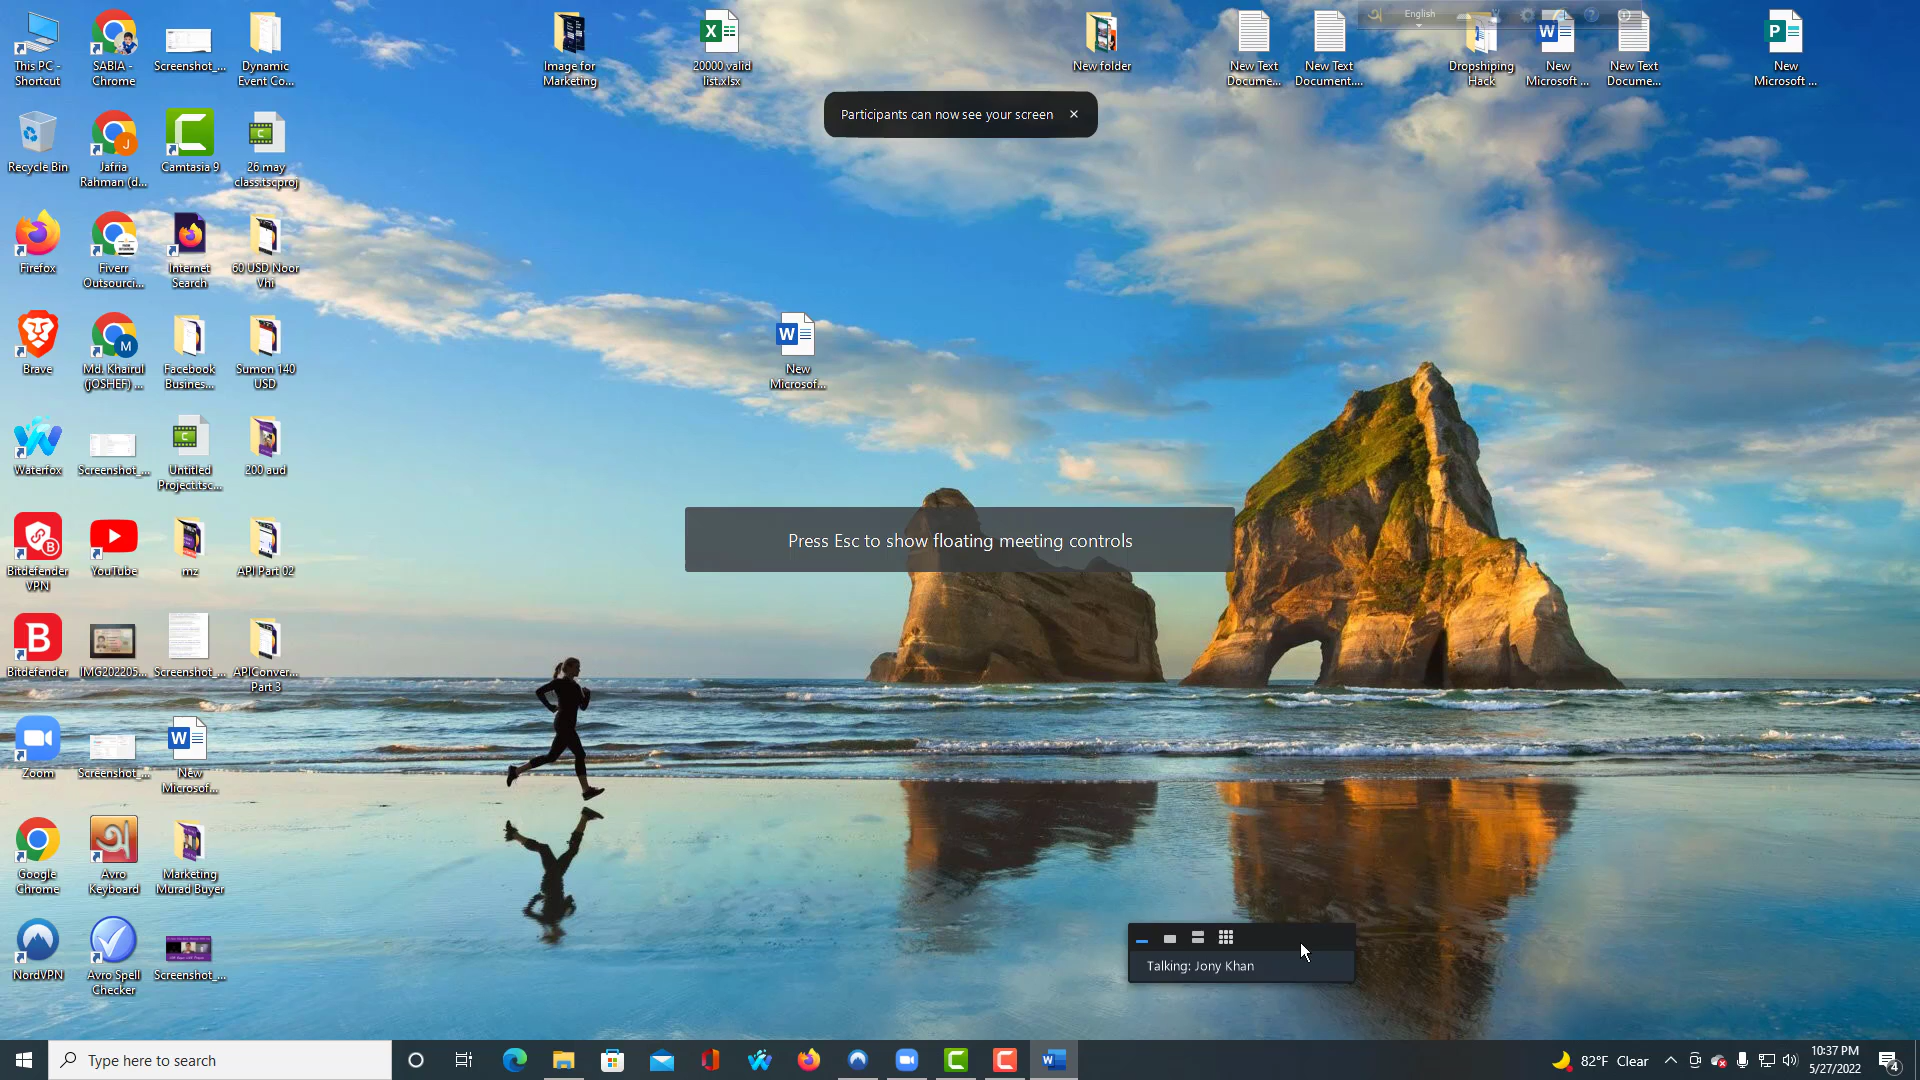 This PC -
Shortcut
SABIA -
Chrome
Screenshot_...
Dynamic
Event Co...
Image for
Marketing
20000 valid
list.xlsx
New folder
New Text
Docume...
New Text
Document....
English
Dropshiping
Hack
New
Microsoft ...
New Text
Docume...
New
Microsoft ...
Participants can now see your screen
Recycle Bin
Jafria
Rahman (d...
Camtasia 9
26 may
class.tscproj
Firefox
Fiverr
Outsourci...
Internet
Search
60 USD Noor
Vhi
Brave
Md. Khairul
(JOSHEF) ...
Facebook
Busines...
Sumon 140
USD
New
Microsof...
Waterfox
Screenshot_...
Untitled
Project.tsc...
200 aud
Press Esc to show floating meeting controls
Bitdefender
VPN
YouTube
mz
API Part 02
Bitdefender
IMG202205...
Screenshot_...
APIConver...
Part 3
Zoom
Screenshot_...
New
Microsof...
Google
Chrome
Avro
Keyboard
Marketing
Murad Buyer
NordVPN
Avro Spell
Checker
Screenshot_...
Talking: Jony Khan
Type here to search
82°F Clear
10:37 PM
5/27/2022
4